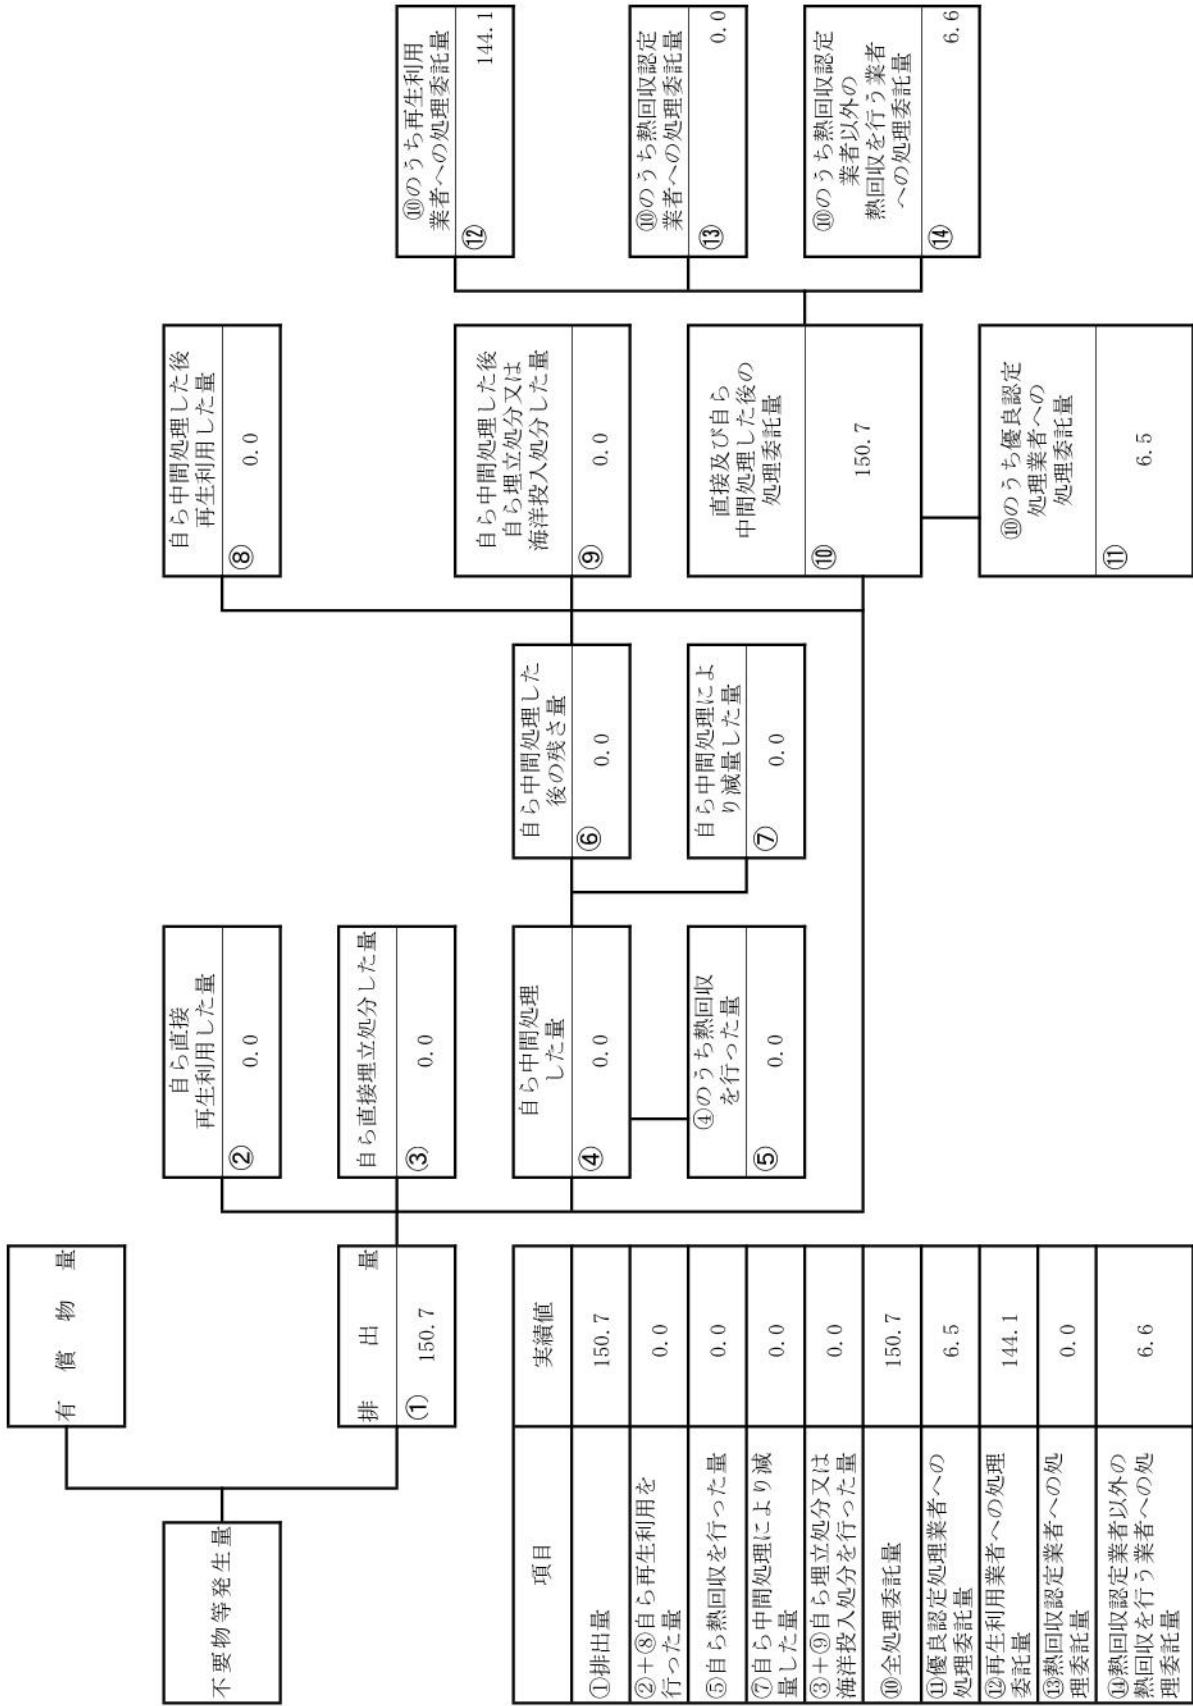 不要物等発生量
有償物量
排出量
① 150.7
自ら直接
再生利用した量
② 0.0
自ら直接埋立処分した量
③ 0.0
自ら中間処理
した量
④ 0.0
④のうち熱回収
を行った量
⑤ 0.0
自ら中間処理した
後の残さ量
⑥ 0.0
自ら中間処理によ
り減量した量
⑦ 0.0
自ら中間処理した後
再生利用した量
⑧ 0.0
自ら中間処理した後
自ら埋立処分又は
海洋投入処分した量
⑨ 0.0
直接及び自ら
中間処理した後の
処理委託量
⑩ 150.7
⑩のうち優良認定
処理業者への
処理委託量
⑪ 6.5
⑩のうち再生利用
業者への処理委託量
⑫ 144.1
⑩のうち熱回収認定
業者への処理委託量
⑬ 0.0
⑩のうち熱回収認定
業者以外の
熱回収を行う業者
への処理委託量
⑭ 6.6
項目 実績値
①排出量 150.7
②+⑧自ら再生利用を
行った量 0.0
⑤自ら熱回収を行った量 0.0
⑦自ら中間処理により減
量した量 0.0
③+⑨自ら埋立処分又は
海洋投入処分を行った量 0.0
⑩全処理委託量 150.7
⑪優良認定処理業者への
処理委託量 6.5
⑫再生利用業者への処理
委託量 144.1
⑬熱回収認定業者への処
理委託量 0.0
⑭熱回収認定業者以外の
熱回収を行う業者への処
理委託量 6.6